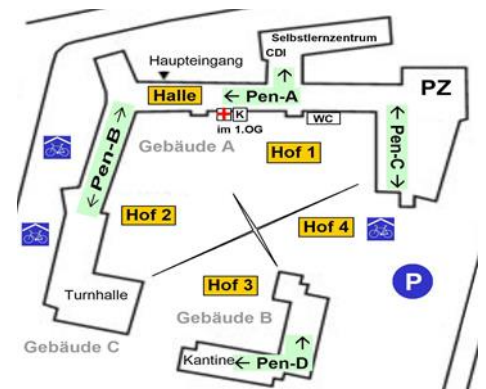 Selbstlernzentrum
CDI
Haupteingang
Halle
← Pen-A
↑
PZ
K
WC
im 1.OG
← Pen-B →
← Pen-C →
Gebäude A
Hof 1
Hof 2
Hof 4
Hof 3
P
Turnhalle
Gebäude B
Gebäude C
Kantine
← Pen-D
↑